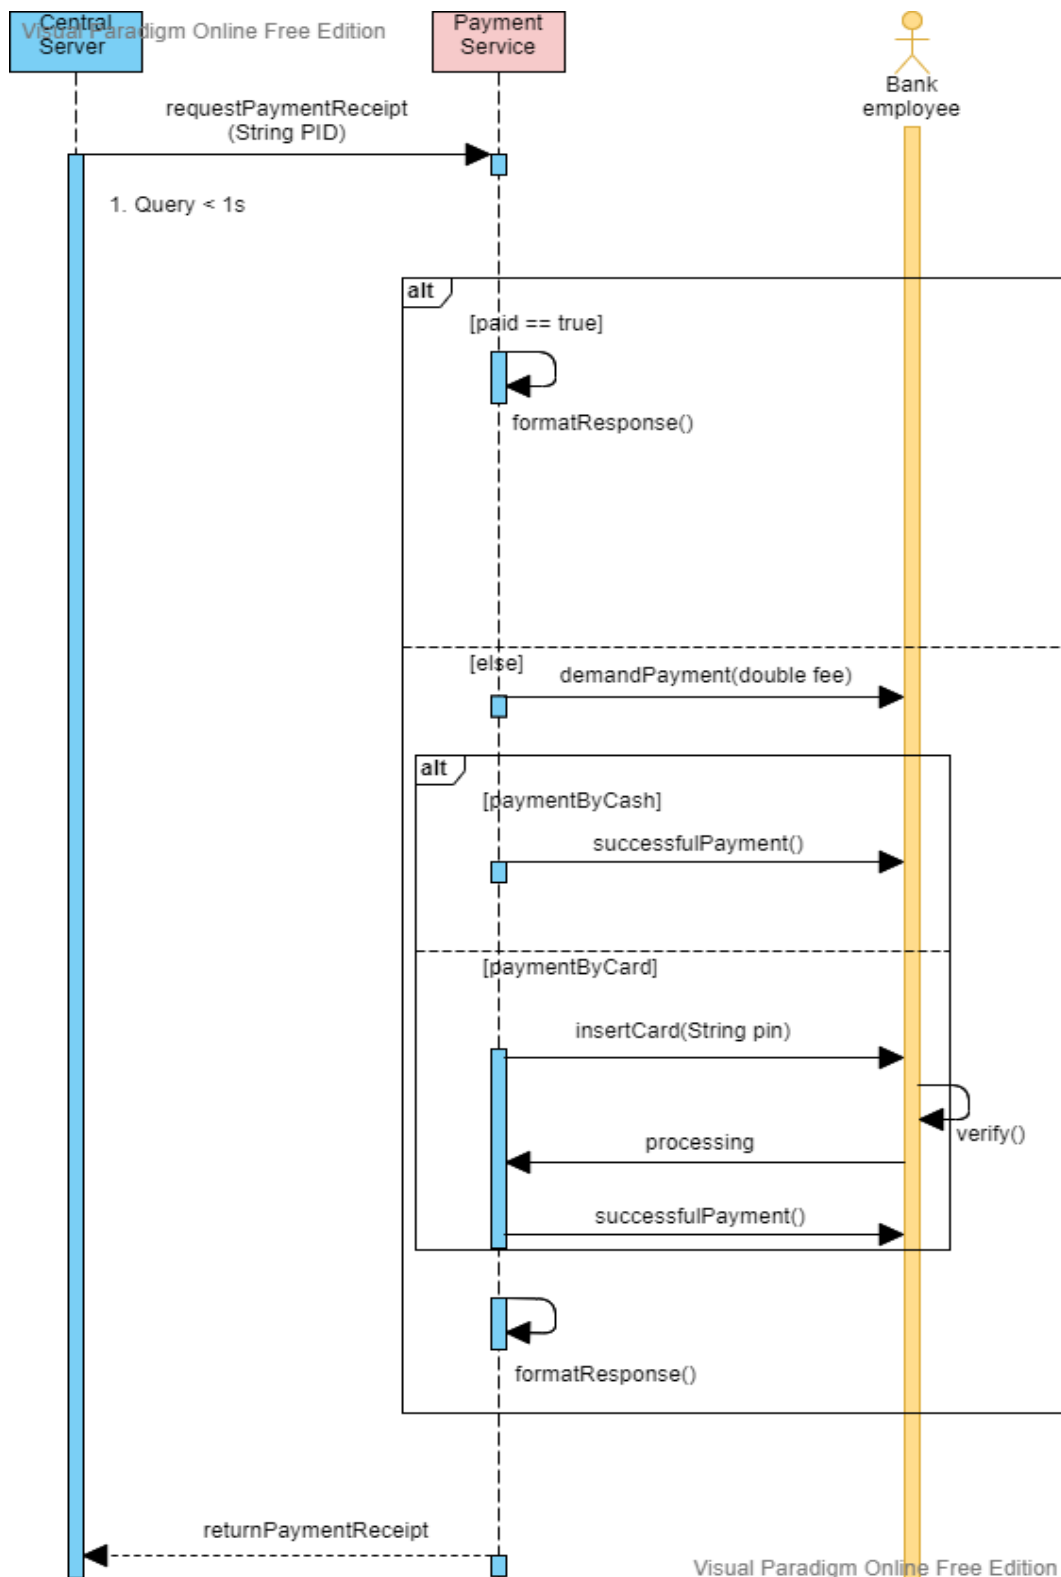 Central
Server
Visual Paradigm Online Free Edition
Payment
Service
Bank
employee
requestPaymentReceipt
(String PID)
1. Query < 1s
alt
[paid == true]
formatResponse()
[else]
demandPayment(double fee)
alt
[paymentByCash]
successfulPayment()
[paymentByCard]
insertCard(String pin)
verify()
processing
successfulPayment()
formatResponse()
returnPaymentReceipt
Visual Paradigm Online Free Edition